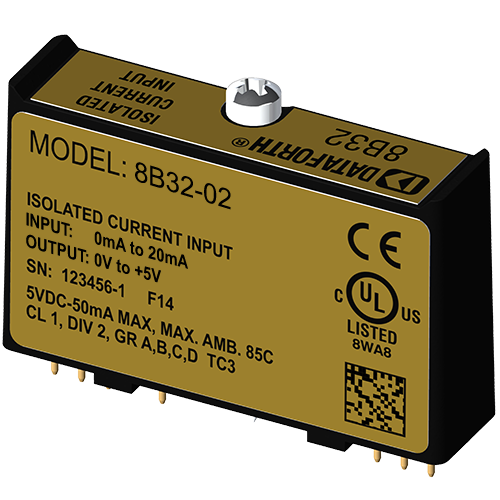 ISOLATED
CURRENT
INPUT
DATAFORTH®
8B32
MODEL: 8B32-02
ISOLATED CURRENT INPUT
INPUT: 0mA to 20mA
OUTPUT: 0V to +5V
SN: 123456-1 F14
5VDC-50mA MAX, MAX. AMB. 85C
CL 1, DIV 2, GR A,B,C,D TC3
CE
C UL US
LISTED
8WA8